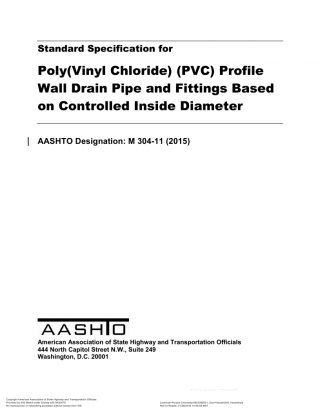 Standard Specification for
Poly(Vinyl Chloride) (PVC) Profile
Wall Drain Pipe and Fittings Based
on Controlled Inside Diameter
AASHTO Designation: M 304-11 (2015)
AASHTO
American Association of State Highway and Transportation Officials
444 North Capitol Street N.W., Suite 249
Washington, D.C. 20001